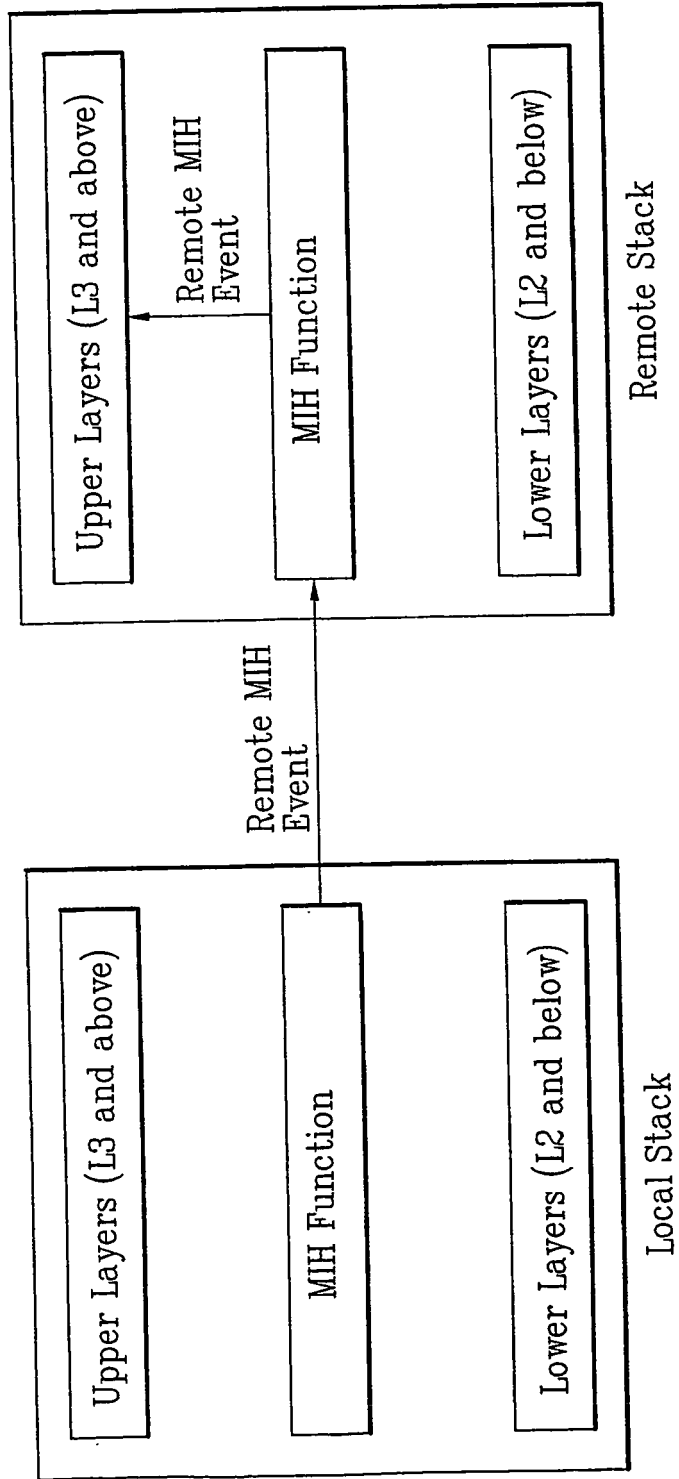 Upper Layers (L3 and above)
MIH Function
Lower Layers (L2 and below)
Local Stack
Remote MIH
Event
Upper Layers (L3 and above)
Remote MIH
Event
MIH Function
Lower Layers (L2 and below)
Remote Stack